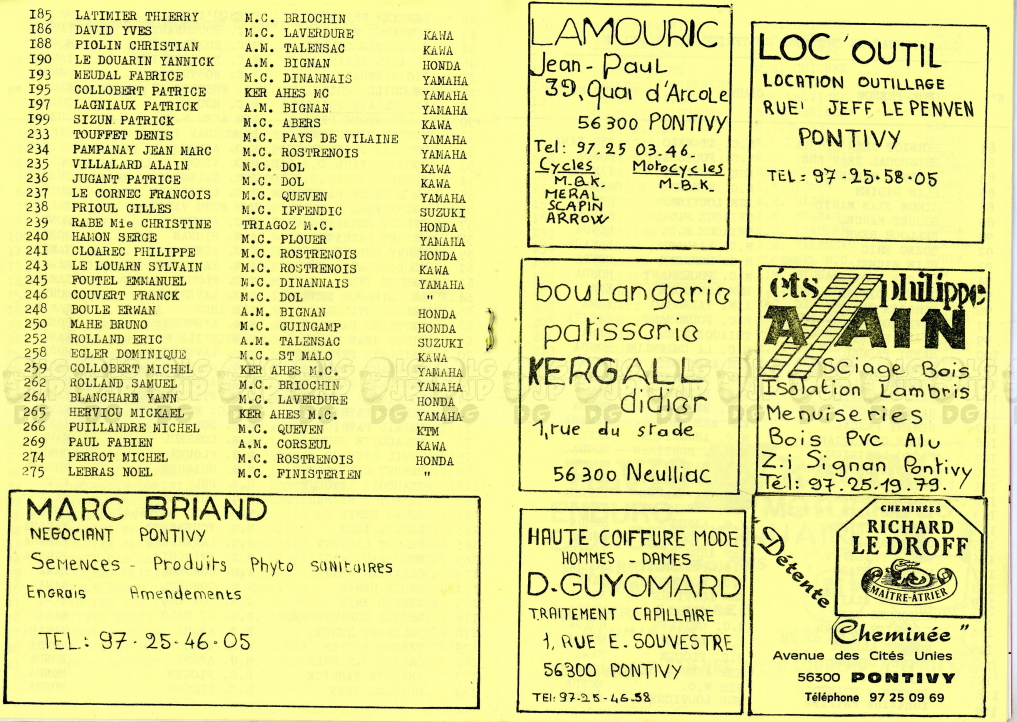 185 LATIMIER THIERRY M.C. BRIOCHIN
186 DAVID YVES M.C. LAVERDURE KAWA
188 PIOLIN CHRISTIAN A.M. TALENSAC KAWA
190 LE DOUARIN YANNICK A.M. BIGNAN HONDA
193 MEUDAL FABRICE M.C. DINANNAIS YAMAHA
195 COLLOBERT PATRICE KER AHES MC YAMAHA
197 LAGNIAUX PATRICK A.M. BIGNAN YAMAHA
199 SIZUN PATRICK M.C. ABERS KAWA
233 TOUFFET DENIS M.C. PAYS DE VILAINE YAMAHA
234 PAMPANAY JEAN MARC M.C. ROSTRENOIS YAMAHA
235 VILLALARD ALAIN M.C. DOL KAWA
236 JUGANT PATRICE M.C. DOL KAWA
237 LE CORNEC FRANCOIS M.C. QUEVEN YAMAHA
238 PRIOUL GILLES M.C. IFFENDIC SUZUKI
239 RABE Mie CHRISTINE TRIAGOZ M.C. HONDA
240 HAMON SERGE M.C. PLOUER YAMAHA
241 CLOAREC PHILIPPE M.C. ROSTRENOIS HONDA
243 LE LOUARN SYLVAIN M.C. ROSTRENOIS KAWA
245 FOUTEL EMMANUEL M.C. DINANNAIS YAMAHA
246 COUVERT FRANCK M.C. DOL "
248 BOULE ERWAN A.M. BIGNAN HONDA
250 MAHE BRUNO M.C. GUINGAMP HONDA
252 ROLLAND ERIC A.M. TALENSAC SUZUKI
258 EGLER DOMINIQUE M.C. ST MALO KAWA
259 COLLOBERT MICHEL KER AHES M.C. YAMAHA
262 ROLLAND SAMUEL M.C. BRIOCHIN YAMAHA
264 BLANCHARD YANN M.C. LAVERDURE HONDA
265 HERVIOU MICKAEL KER AHES M.C. YAMAHA
266 PUILLANDRE MICHEL M.C. QUEVEN KTM
269 PAUL FABIEN A.M. CORSEUL KAWA
274 PERROT MICHEL M.C. ROSTRENOIS HONDA
275 LEBRAS NOEL M.C. FINISTERIEN "
MARC BRIAND
NEGOCIANT PONTIVY
SEMENCES - Produits Phyto sanitaires
Engrais Amendements
TEL: 97-25-46-05
LAMOURIC
Jean-Paul
39, Quai d'Arcole
56300 PONTIVY
Tel: 97.25 03.46.
Cycles Motocycles
M.B.K. M.B.K.
MERAL
SCAPIN
ARROW
LOC'OUTIL
LOCATION OUTILLAGE
RUE' JEFF LE PENVEN
PONTIVY
TEL: 97-25-58-05
boulangerie
patisserie
KERGALL
didier
1, rue du stade
56300 Neulliac
éts philippe
ALAIN
Sciage Bois
Isolation Lambris
Menuiseries
Bois Pvc Alu
Z.i Signan Pontivy
Tél: 97.25.19.79.
HAUTE COIFFURE MODE
HOMMES - DAMES
D.GUYOMARD
TRAITEMENT CAPILLAIRE
1, RUE E. SOUVESTRE
56300 PONTIVY
TEl: 97-25-46-58
CHEMINÉES
RICHARD
LE DROFF
MAÎTRE-ÂTRIER
"Détente
Cheminée"
Avenue des Cités Unies
56300 PONTIVY
Téléphone 97 25 09 69